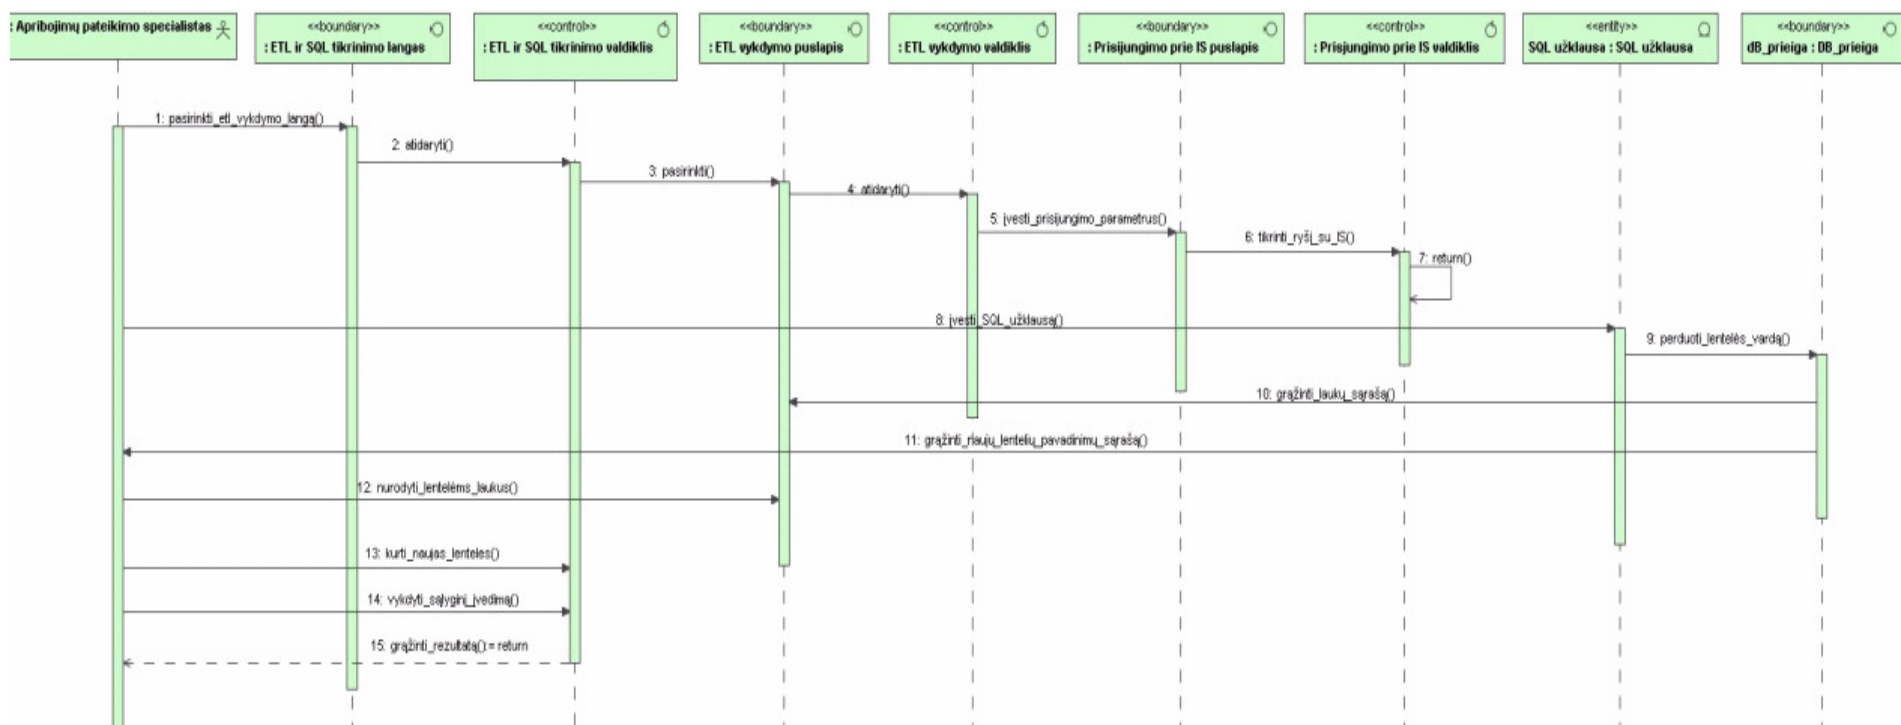 : Apribojimų pateikimo specialistas
<<boundary>>
: ETL ir SQL tikrinimo langas
<<control>>
: ETL ir SQL tikrinimo valdiklis
<<boundary>>
: ETL vykdymo puslapis
<<control>>
: ETL vykdymo valdiklis
<<boundary>>
: Prisijungimo prie IS puslapis
<<control>>
: Prisjungimo prie IS valdiklis
<<entity>>
SQL užklausa : SQL užklausa
<<boundary>>
dB_prieiga : DB_prieiga
1: pasirinkti_etl_vykdymo_langą()
2: atidaryti()
3: pasirinkti()
4: atidaryti()
5: įvesti_prisijungimo_parametrus()
6: tikrinti_ryšį_su_IS()
7: return()
8: įvesti_SQL_užklausą()
9: perduoti_lentelės_vardą()
10: grąžinti_laukų_sąrašą()
11: grąžinti_naujų_lentelių_pavadinimų_sąrašą()
12: nurodyti_lentelėms_laukus()
13: kurti_naujas_lenteles()
14: vykdyti_sąlyginį_įvedimą()
15: grąžinti_rezultatą():= return